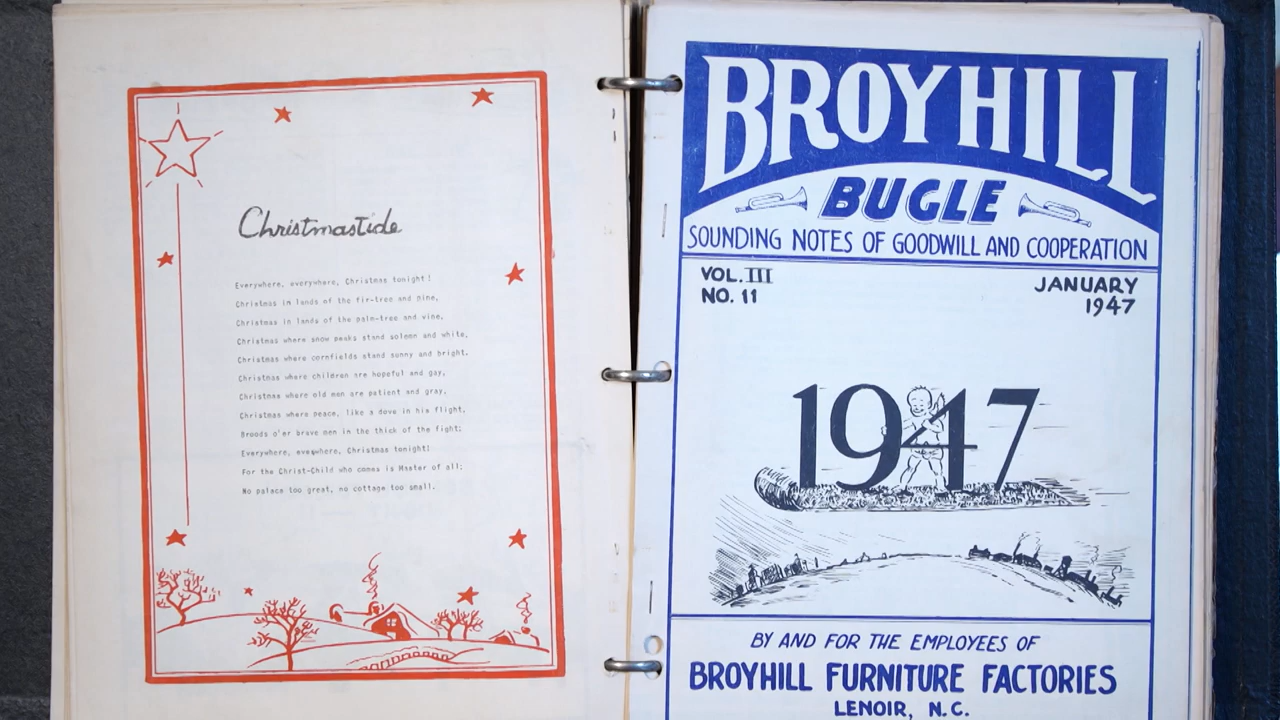 Christmastide
Everywhere, everywhere, Christmas tonight!
Christmas in lands of the fir-tree and pine,
Christmas in lands of the palm-tree and vine,
Christmas where snow peaks stand solemn and white,
Christmas where cornfields stand sunny and bright.
Christmas where children are hopeful and gay,
Christmas where old men are patient and gray,
Christmas where peace, like a dove in his flight,
Broods o'er brave men in the thick of the fight;
Everywhere, everywhere, Christmas tonight!
For the Christ-Child who comes is Master of all;
No palace too great, no cottage too small.
BROYHILL
BUGLE
SOUNDING NOTES OF GOODWILL AND COOPERATION
VOL. III
NO. 11
JANUARY
1947
1947
BY AND FOR THE EMPLOYEES OF
BROYHILL FURNITURE FACTORIES
LENOIR, N.C.